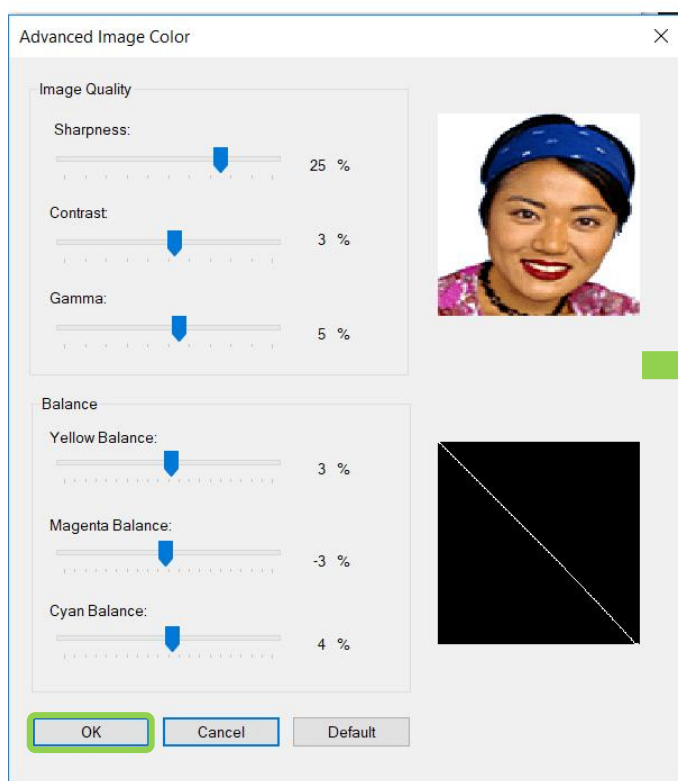 Advanced Image Color
Image Quality
Sharpness:
25 %
Contrast:
3 %
Gamma:
5 %
Balance
Yellow Balance:
3 %
Magenta Balance:
-3 %
Cyan Balance:
4 %
OK Cancel Default